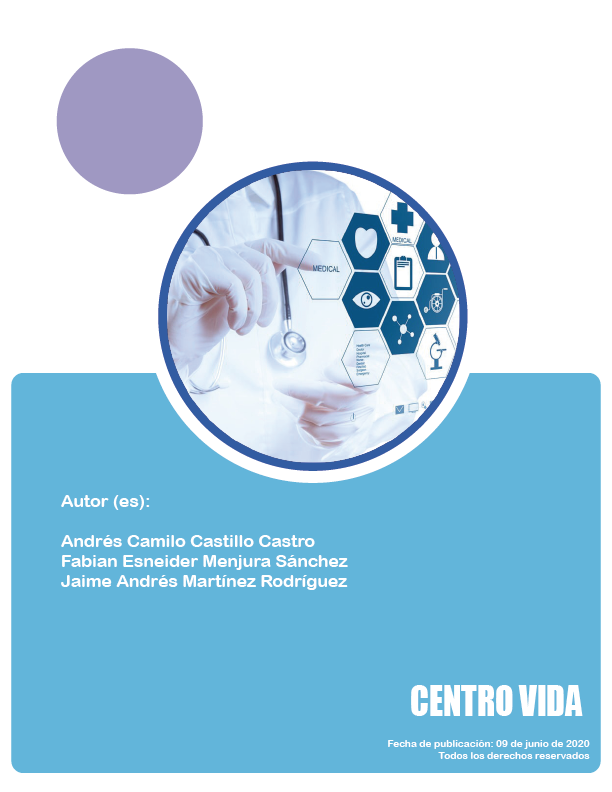 MEDICAL
MEDICAL
Autor (es):
Andrés Camilo Castillo Castro
Fabian Esneider Menjura Sánchez
Jaime Andrés Martínez Rodríguez
CENTRO VIDA
Fecha de publicación: 09 de junio de 2020
Todos los derechos reservados